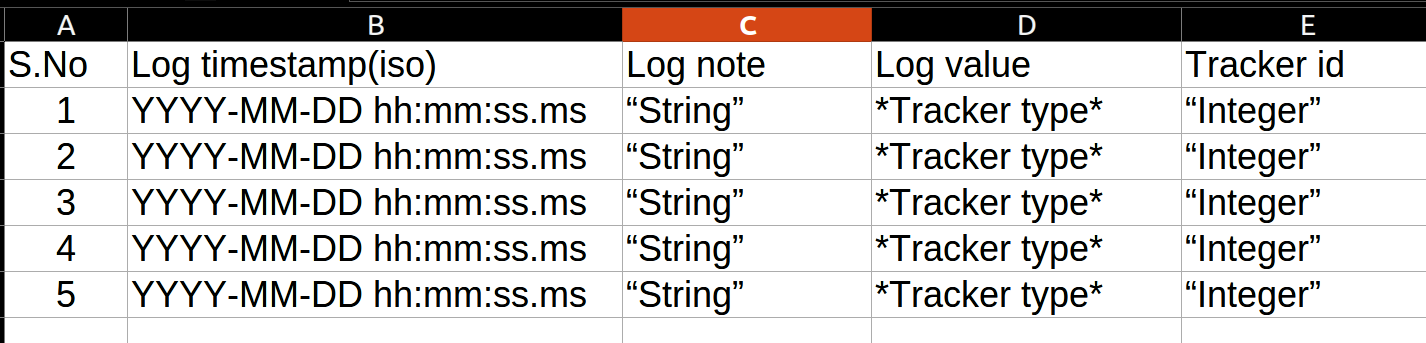 A B C D E
S.No Log timestamp(iso) Log note Log value Tracker id
1 YYYY-MM-DD hh:mm:ss.ms “String” *Tracker type* “Integer”
2 YYYY-MM-DD hh:mm:ss.ms “String” *Tracker type* “Integer”
3 YYYY-MM-DD hh:mm:ss.ms “String” *Tracker type* “Integer”
4 YYYY-MM-DD hh:mm:ss.ms “String” *Tracker type* “Integer”
5 YYYY-MM-DD hh:mm:ss.ms “String” *Tracker type* “Integer”